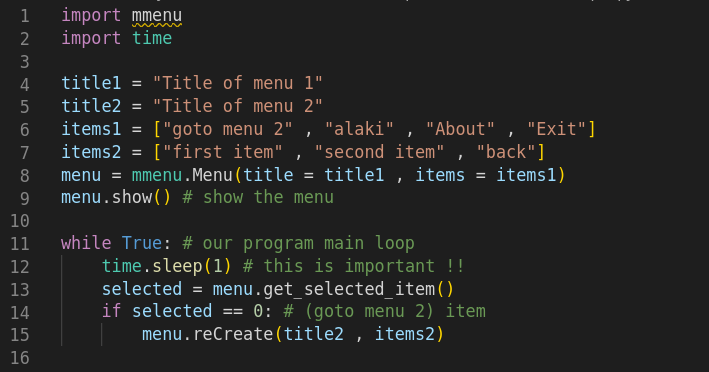 1 import mmenu
2 import time
3
4 title1 = "Title of menu 1"
5 title2 = "Title of menu 2"
6 items1 = ["goto menu 2" , "alaki" , "About" , "Exit"]
7 items2 = ["first item" , "second item" , "back"]
8 menu = mmenu.Menu(title = title1 , items = items1)
9 menu.show() # show the menu
10
11 while True: # our program main loop
12     time.sleep(1) # this is important !!
13     selected = menu.get_selected_item()
14     if selected == 0: # (goto menu 2) item
15         menu.reCreate(title2 , items2)
16